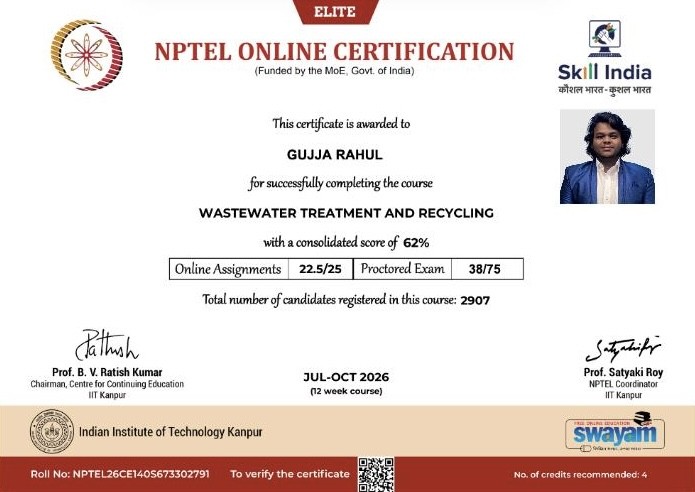 ELITE
NPTEL ONLINE CERTIFICATION
(Funded by the MoE, Govt. of India)
Skill India
कौशल भारत-कुशल भारत
This certificate is awarded to
GUJJA RAHUL
for successfully completing the course
WASTEWATER TREATMENT AND RECYCLING
with a consolidated score of 62%
Online Assignments 22.5/25 Proctored Exam 38/75
Total number of candidates registered in this course: 2907
Prof. B. V. Ratish Kumar
Chairman, Centre for Continuing Education
IIT Kanpur
JUL-OCT 2026
(12 week course)
Prof. Satyaki Roy
NPTEL Coordinator
IIT Kanpur
Indian Institute of Technology Kanpur
FREE ONLINE EDUCATION
swayam
Roll No: NPTEL26CE140S673302791 To verify the certificate No. of credits recommended: 4